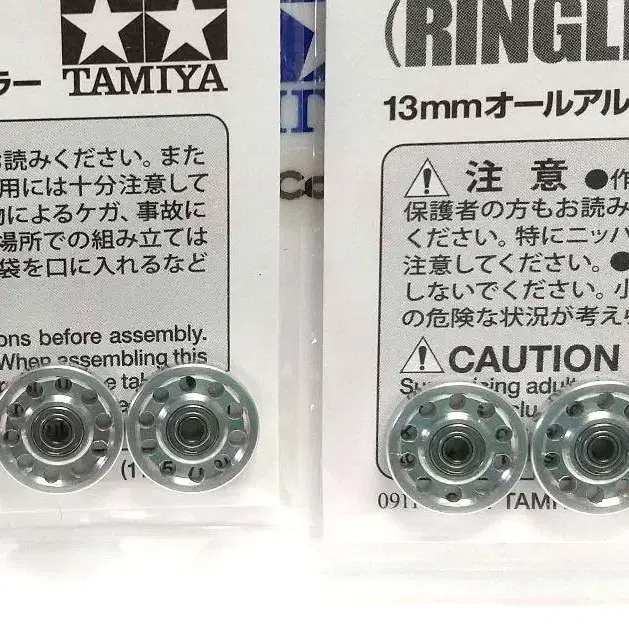 ラー
TAMIYA
お読みください。また
用には十分注意して
によるケガ、事故に
場所での組み立ては
袋を口に入れるなど
ons before assembly.
When assembling this
(RINGL
13mmオールアル
注意 ●作
保護者の方もお読み
ください。特にニッパ
注意してください。●
しないでください。小
の危険な状況が考えら
CAUTION
TAMI